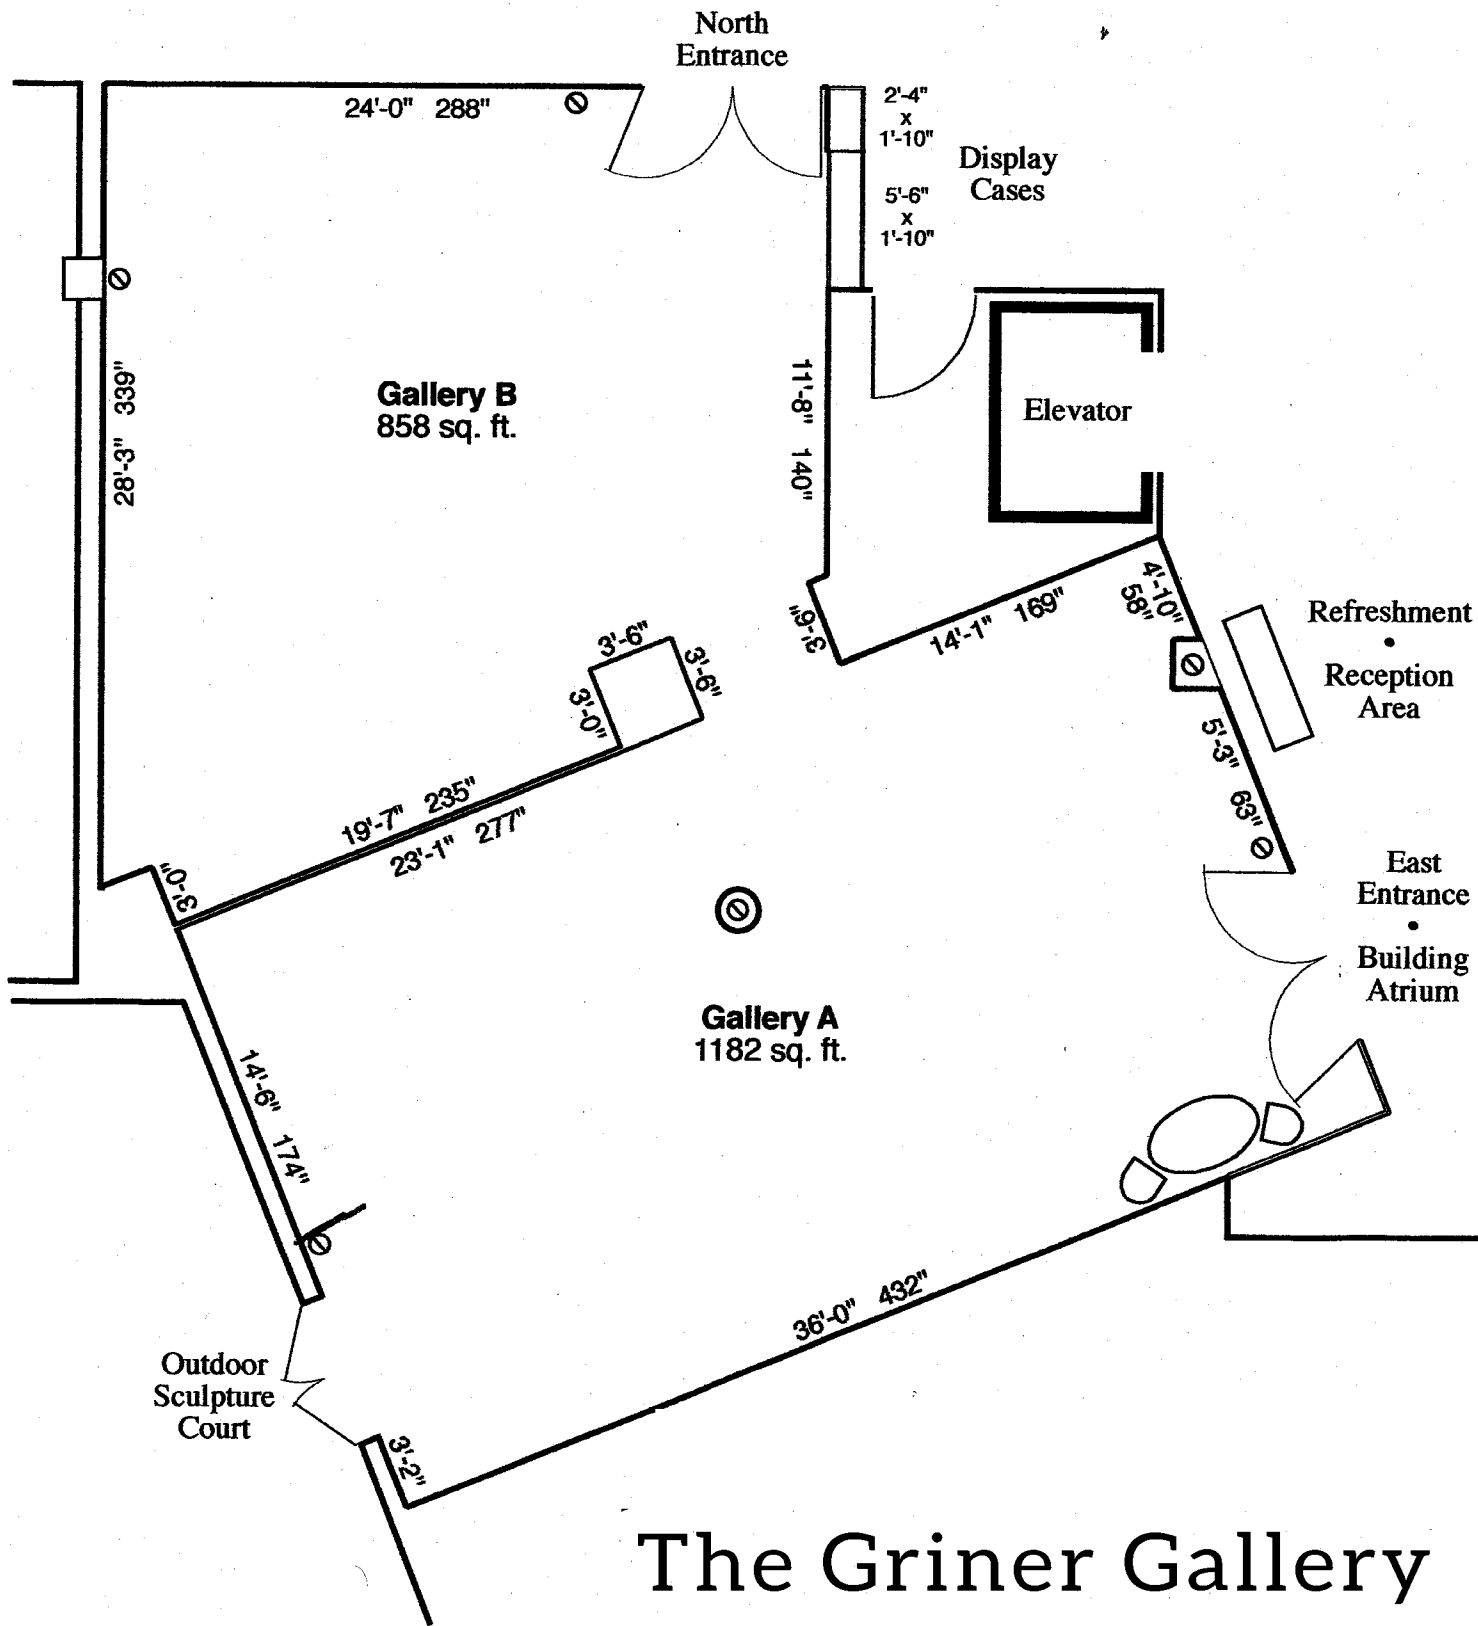 North
Entrance
24'-0" 288"
2'-4"
x
1'-10"
Display
Cases
5'-6"
x
1'-10"
28'-3" 339"
Gallery B
858 sq. ft.
11'-8" 140"
Elevator
3'-6"
14'-1" 169"
4'-10"
58"
Refreshment
•
Reception
Area
3'-6"
3'-6"
3'-0"
5'-3" 63"
19'-7" 235"
23'-1" 277"
3'-0"
East
Entrance
•
Building
Atrium
Gallery A
1182 sq. ft.
14'-6" 174"
36'-0" 432"
Outdoor
Sculpture
Court
3'-2"
The Griner Gallery